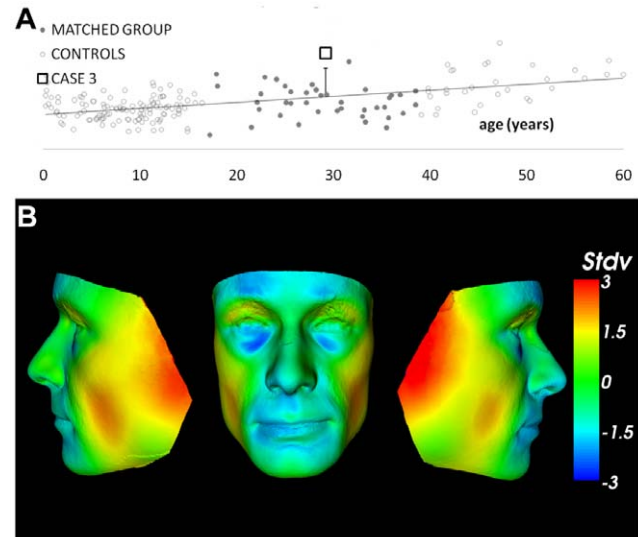 A
MATCHED GROUP
CONTROLS
CASE 3
age (years)
0 10 20 30 40 50 60
B
Stdv
3
1.5
0
-1.5
-3